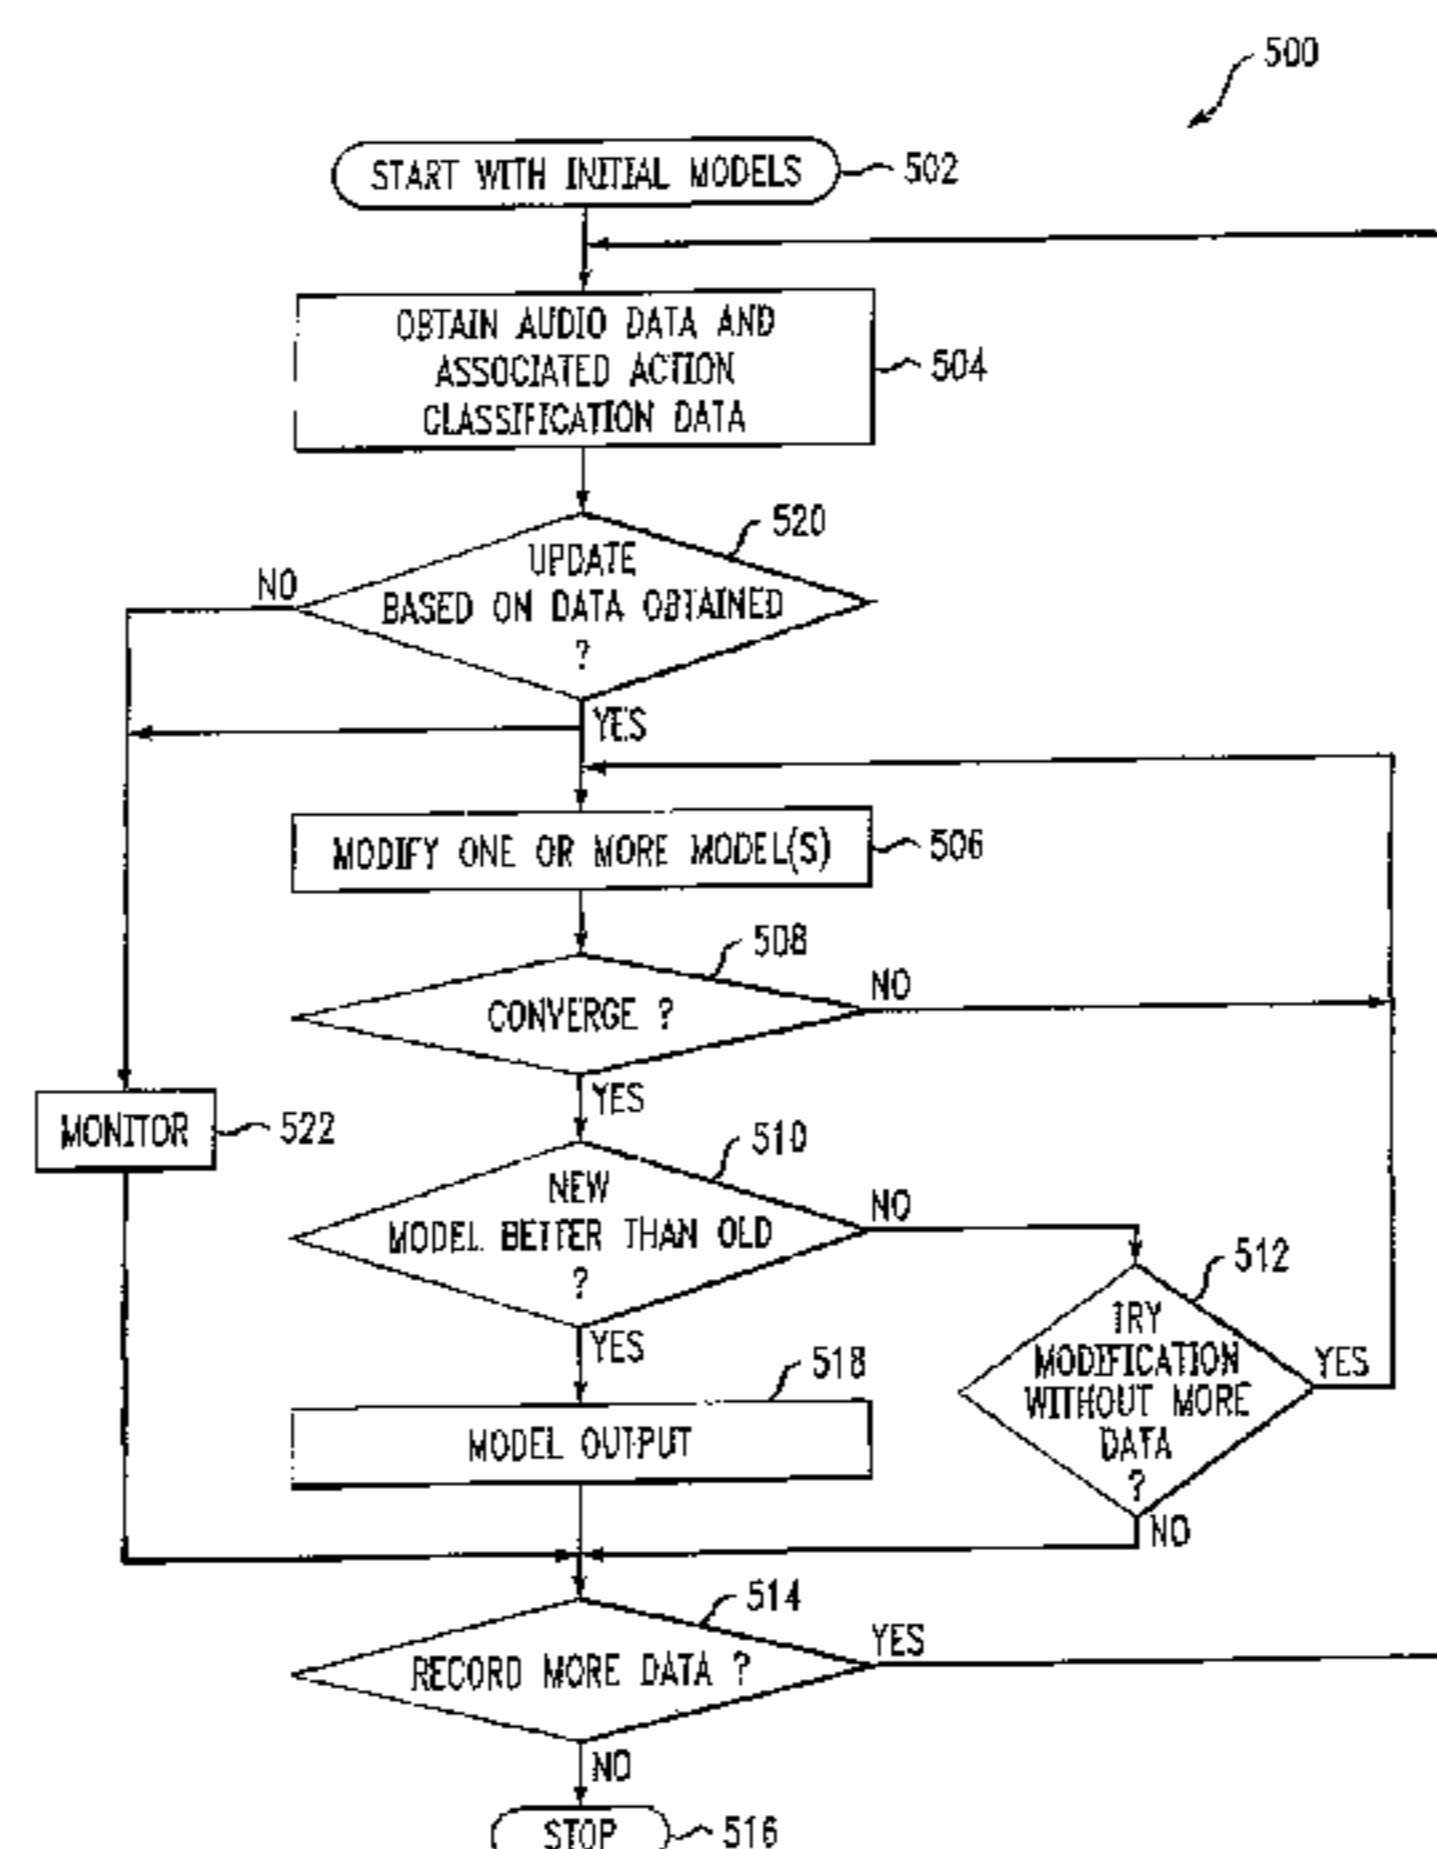 500
START WITH INITIAL MODELS
502
OBTAIN AUDIO DATA AND
ASSOCIATED ACTION
CLASSIFICATION DATA
504
520
UPDATE
BASED ON DATA OBTAINED
?
NO
YES
MODIFY ONE OR MORE MODEL(S)
506
508
CONVERGE ?
NO
YES
MONITOR
522
510
NEW
MODEL BETTER THAN OLD
?
NO
YES
512
TRY
MODIFICATION
WITHOUT MORE
DATA
?
YES
NO
518
MODEL OUTPUT
514
RECORD MORE DATA ?
YES
NO
STOP
516